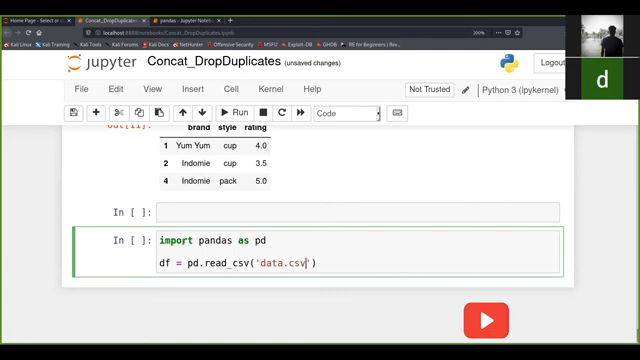 Home Page - Select or
Concat_DropDuplicates
pandas - Jupyter Notebo
localhost:8888/notebooks/Concat_DropDuplicates.ipynb
200%
Kali Linux
Kali Training
Kali Tools
Kali Forums
Kali Docs
NetHunter
Offensive Security
MSFU
Exploit-DB
GHDB
RE for Beginners | Rev
jupyter
Concat_DropDuplicates
(unsaved changes)
Logout
d
File
Edit
View
Insert
Cell
Kernel
Help
Not Trusted
Python 3 (ipykernel)
Run
Code
Out[11]:
brand style rating
1 Yum Yum cup 4.0
2 Indomie cup 3.5
4 Indomie pack 5.0
In [ ]:
In [ ]:
import pandas as pd
df = pd.read_csv('data.csv')